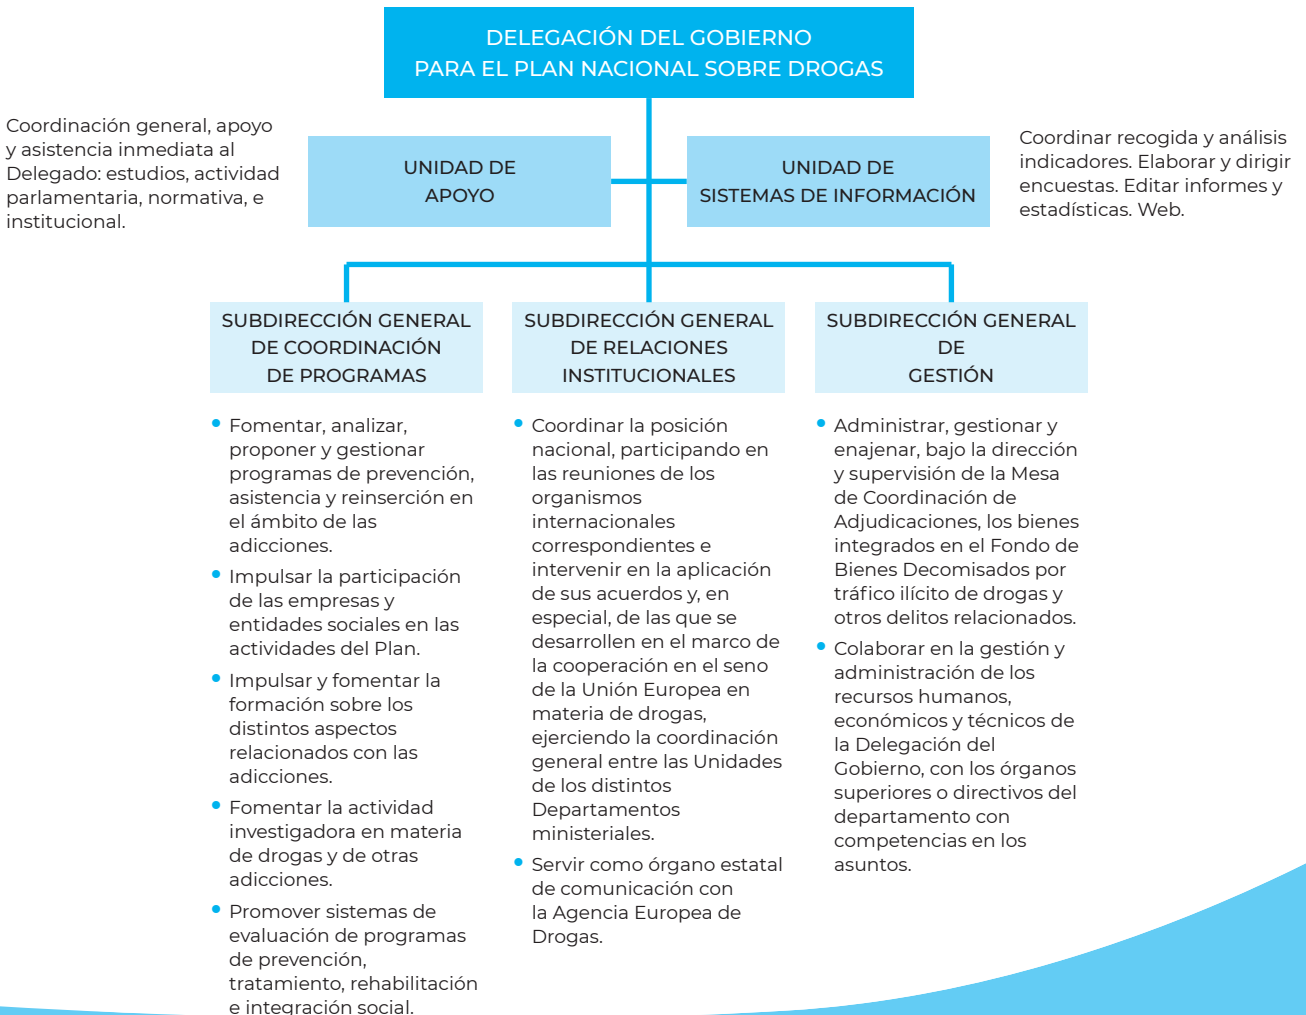 DELEGACIÓN DEL GOBIERNO
PARA EL PLAN NACIONAL SOBRE DROGAS
Coordinación general, apoyo
y asistencia inmediata al
Delegado: estudios, actividad
parlamentaria, normativa, e
institucional.
UNIDAD DE
APOYO
UNIDAD DE
SISTEMAS DE INFORMACIÓN
Coordinar recogida y análisis
indicadores. Elaborar y dirigir
encuestas. Editar informes y
estadísticas. Web.
SUBDIRECCIÓN GENERAL
DE COORDINACIÓN
DE PROGRAMAS
• Fomentar, analizar,
proponer y gestionar
programas de prevención,
asistencia y reinserción en
el ámbito de las
adicciones.
• Impulsar la participación
de las empresas y
entidades sociales en las
actividades del Plan.
• Impulsar y fomentar la
formación sobre los
distintos aspectos
relacionados con las
adicciones.
• Fomentar la actividad
investigadora en materia
de drogas y de otras
adicciones.
• Promover sistemas de
evaluación de programas
de prevención,
tratamiento, rehabilitación
e integración social.
SUBDIRECCIÓN GENERAL
DE RELACIONES
INSTITUCIONALES
• Coordinar la posición
nacional, participando en
las reuniones de los
organismos
internacionales
correspondientes e
intervenir en la aplicación
de sus acuerdos y, en
especial, de las que se
desarrollen en el marco de
la cooperación en el seno
de la Unión Europea en
materia de drogas,
ejerciendo la coordinación
general entre las Unidades
de los distintos
Departamentos
ministeriales.
• Servir como órgano estatal
de comunicación con
la Agencia Europea de
Drogas.
SUBDIRECCIÓN GENERAL
DE
GESTIÓN
• Administrar, gestionar y
enajenar, bajo la dirección
y supervisión de la Mesa
de Coordinación de
Adjudicaciones, los bienes
integrados en el Fondo de
Bienes Decomisados por
tráfico ilícito de drogas y
otros delitos relacionados.
• Colaborar en la gestión y
administración de los
recursos humanos,
económicos y técnicos de
la Delegación del
Gobierno, con los órganos
superiores o directivos del
departamento con
competencias en los
asuntos.